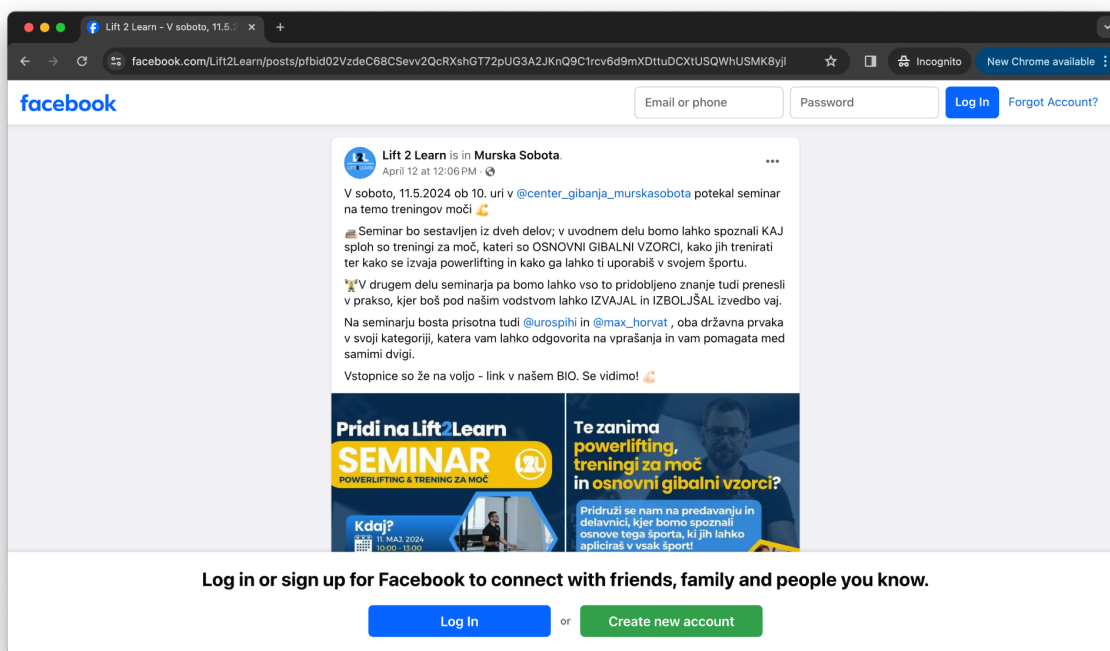 Lift 2 Learn - V soboto, 11.5.2
facebook.com/Lift2Learn/posts/pfbid02VzdeC68CSevv2QcRXshGT72pUG3A2JKnQ9C1rcv6d9mXDttuDCXtUSQWhUSMK8yjl
Incognito
New Chrome available
facebook
Email or phone
Password
Log In
Forgot Account?
Lift 2 Learn is in Murska Sobota.
April 12 at 12:06 PM ·
V soboto, 11.5.2024 ob 10. uri v @center_gibanja_murskasobota potekal seminar
na temo treningov moči 💪
📚Seminar bo sestavljen iz dveh delov; v uvodnem delu bomo lahko spoznali KAJ
sploh so treningi za moč, kateri so OSNOVNI GIBALNI VZORCI, kako jih trenirati
ter kako se izvaja powerlifting in kako ga lahko ti uporabiš v svojem športu.
🏋️V drugem delu seminarja pa bomo lahko vso to pridobljeno znanje tudi prenesli
v prakso, kjer boš pod našim vodstvom lahko IZVAJAL in IZBOLJŠAL izvedbo vaj.
Na seminarju bosta prisotna tudi @urospihi in @max_horvat , oba državna prvaka
v svoji kategoriji, katera vam lahko odgovorita na vprašanja in vam pomagata med
samimi dvigi.
Vstopnice so že na voljo - link v našem BIO. Se vidimo! 💪🏻
Pridi na Lift2Learn
SEMINAR
L2L
POWERLIFTING & TRENING ZA MOČ
Kdaj?
11. MAJ, 2024
10:00 - 13:00
Te zanima
powerlifting,
treningi za moč
in osnovni gibalni vzorci?
Pridruži se nam na predavanju in
delavnici, kjer bomo spoznali
osnove tega športa, ki jih lahko
apliciraš v vsak šport!
Log in or sign up for Facebook to connect with friends, family and people you know.
Log In
or
Create new account